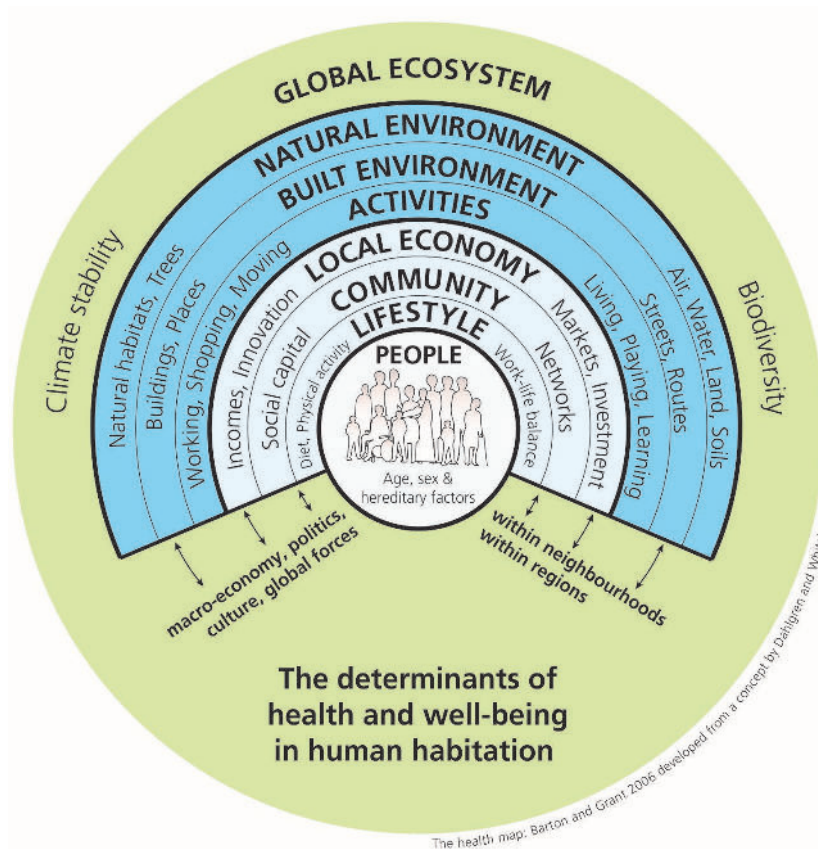 GLOBAL ECOSYSTEM
NATURAL ENVIRONMENT
BUILT ENVIRONMENT
ACTIVITIES
LOCAL ECONOMY
COMMUNITY
LIFESTYLE
PEOPLE
Age, sex &
hereditary factors
Climate stability
Natural habitats, Trees
Buildings, Places
Working, Shopping, Moving
Incomes, Innovation
Social capital
Diet, Physical activity
Work-life balance
Networks
Markets, Investment
Living, Playing, Learning
Streets, Routes
Air, Water, Land, Soils
Biodiversity
macro-economy, politics,
culture, global forces
within neighbourhoods
within regions
The determinants of
health and well-being
in human habitation
The health map: Barton and Grant 2006 developed from a concept by Dahlgren and